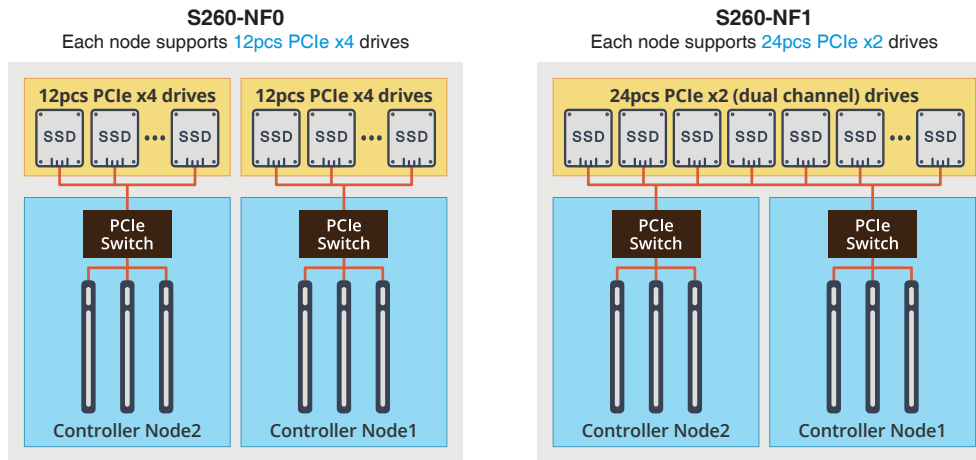 S260-NF0
Each node supports 12pcs PCIe x4 drives
12pcs PCIe x4 drives
SSD SSD ••• SSD
12pcs PCIe x4 drives
SSD SSD ••• SSD
PCIe
Switch
PCIe
Switch
Controller Node2
Controller Node1
S260-NF1
Each node supports 24pcs PCIe x2 drives
24pcs PCIe x2 (dual channel) drives
SSD SSD SSD SSD SSD SSD ••• SSD
PCIe
Switch
PCIe
Switch
Controller Node2
Controller Node1